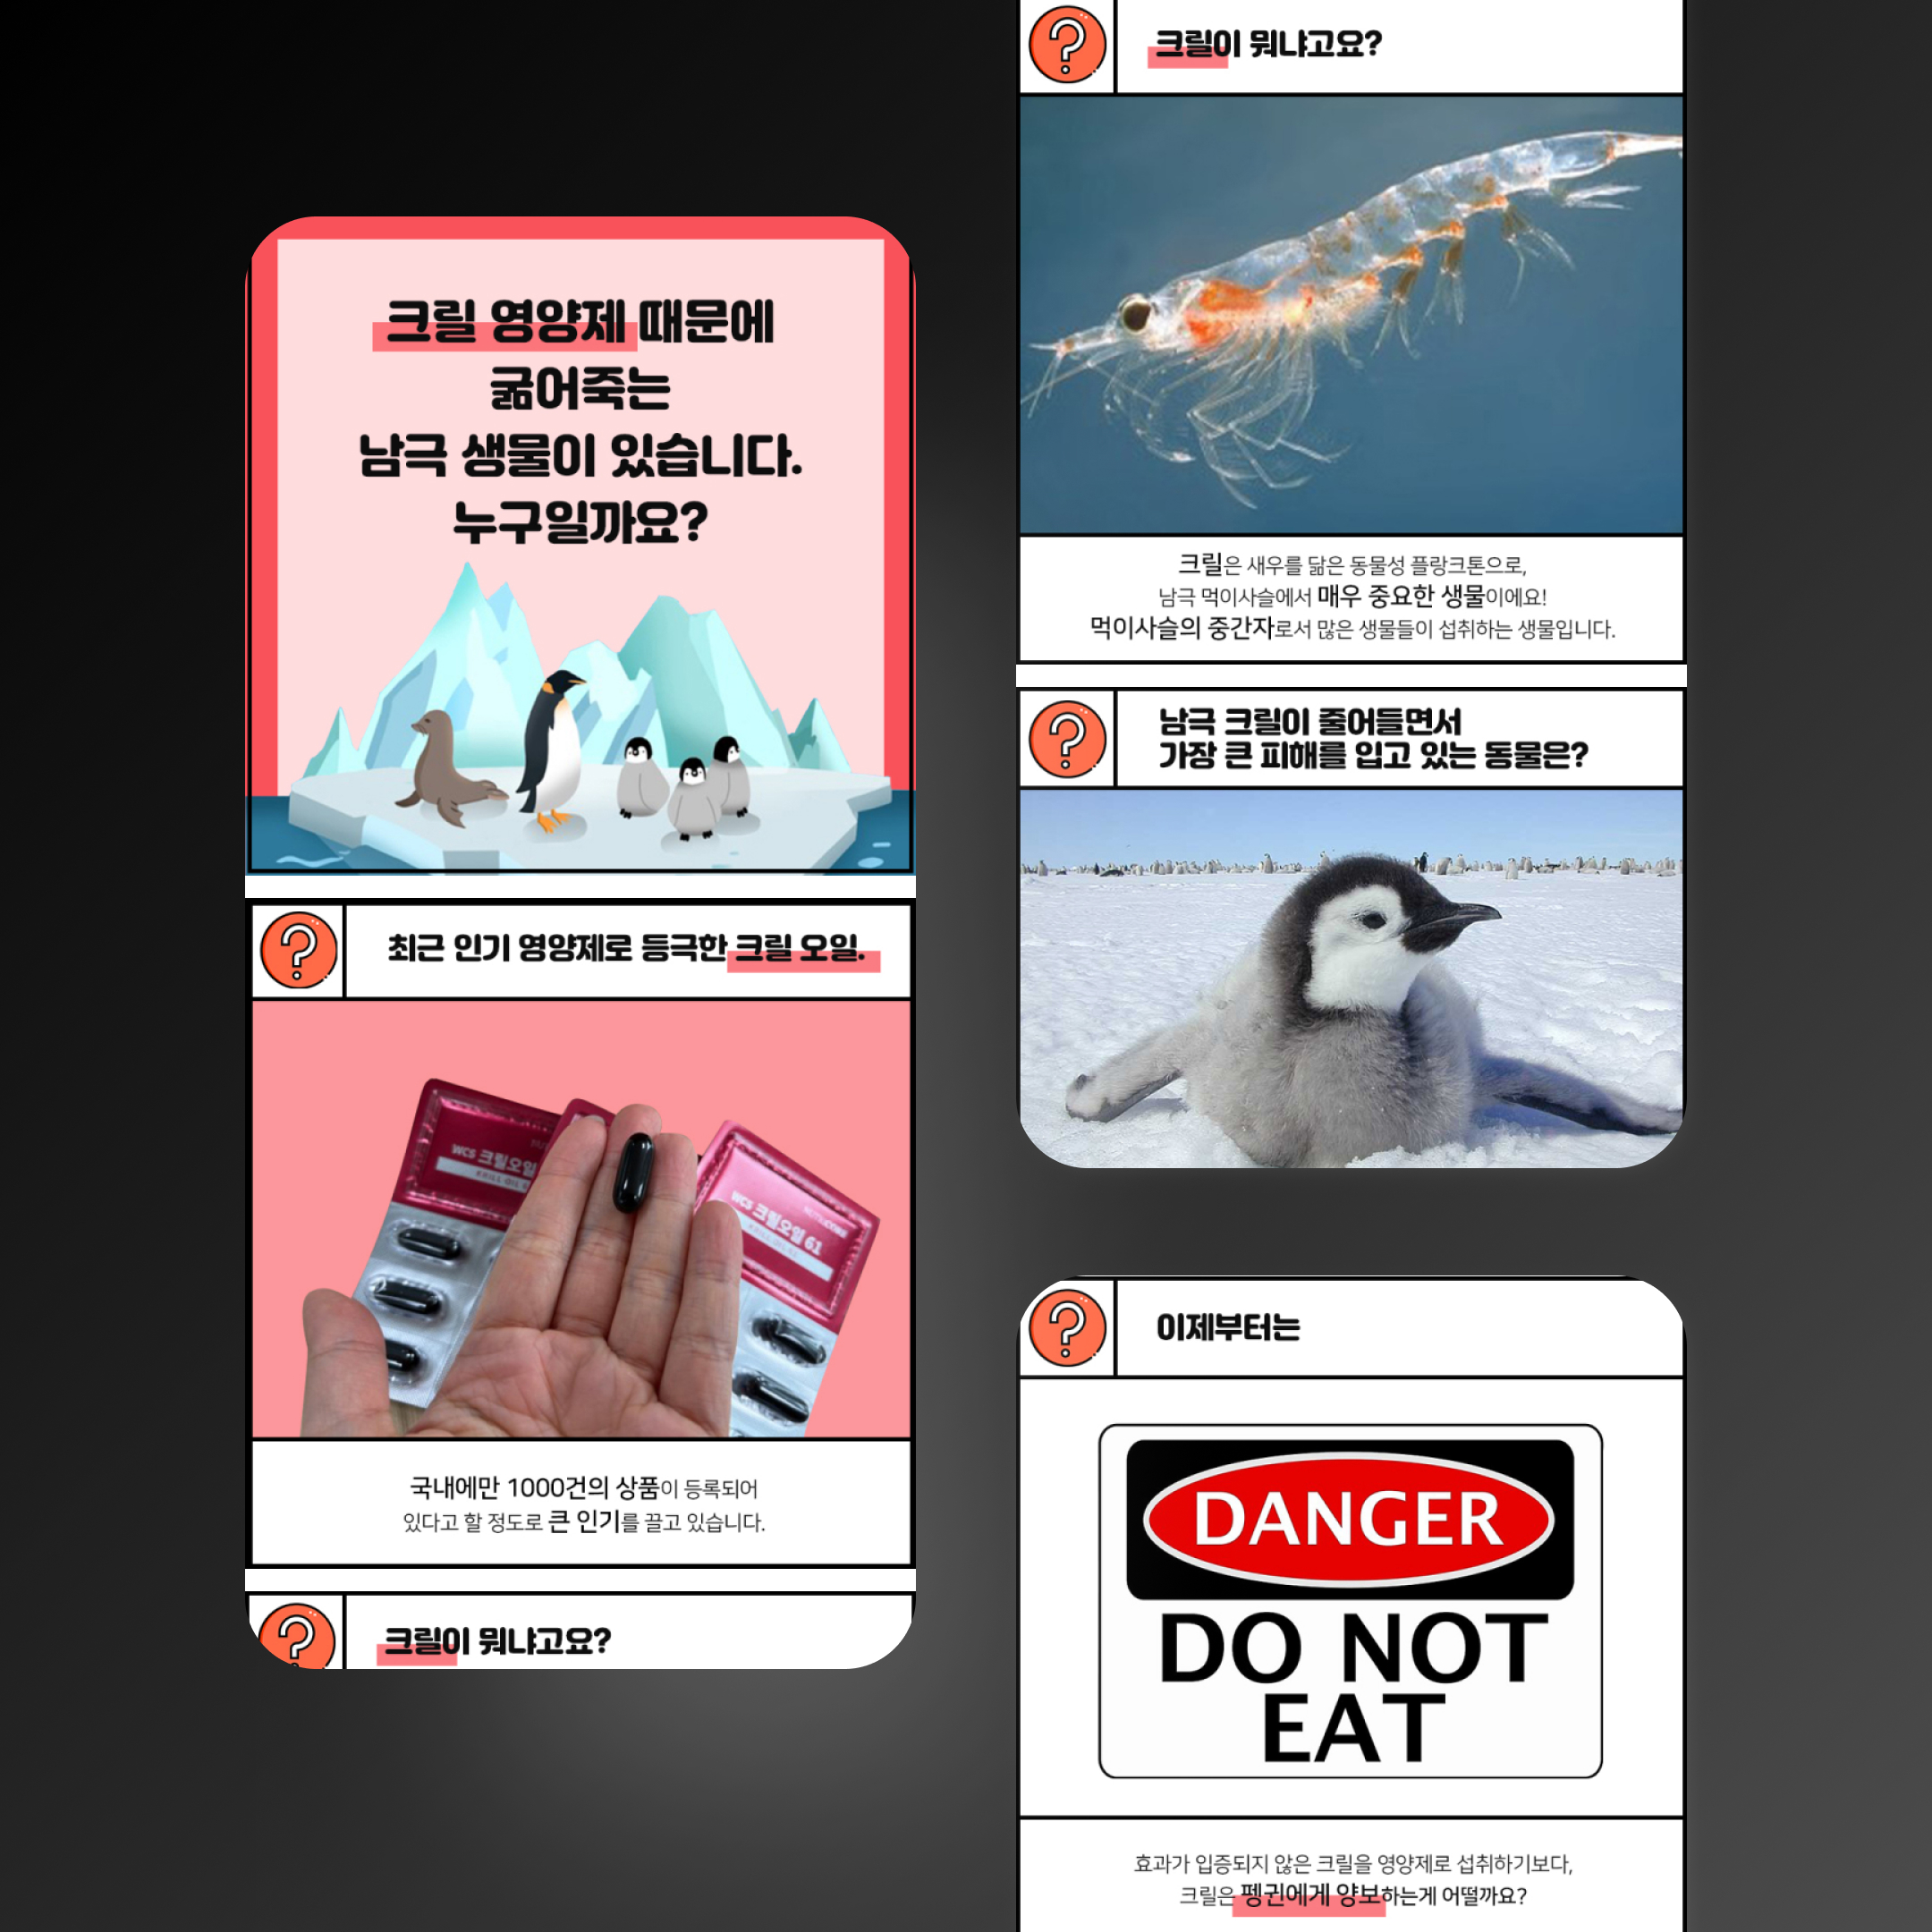 크릴 영양제 때문에
굶어죽는
남극 생물이 있습니다.
누구일까요?
최근 인기 영양제로 등극한 크릴 오일.
WCS 크릴오일
WCS 크릴오일 61
국내에만 1000건의 상품이 등록되어
있다고 할 정도로 큰 인기를 끌고 있습니다.
크릴이 뭐냐고요?
크릴이 뭐냐고요?
크릴은 새우를 닮은 동물성 플랑크톤으로,
남극 먹이사슬에서 매우 중요한 생물이에요!
먹이사슬의 중간자로서 많은 생물들이 섭취하는 생물입니다.
남극 크릴이 줄어들면서
가장 큰 피해를 입고 있는 동물은?
이제부터는
DANGER
DO NOT
EAT
효과가 입증되지 않은 크릴을 영양제로 섭취하기보다,
크릴은 펭귄에게 양보하는게 어떨까요?